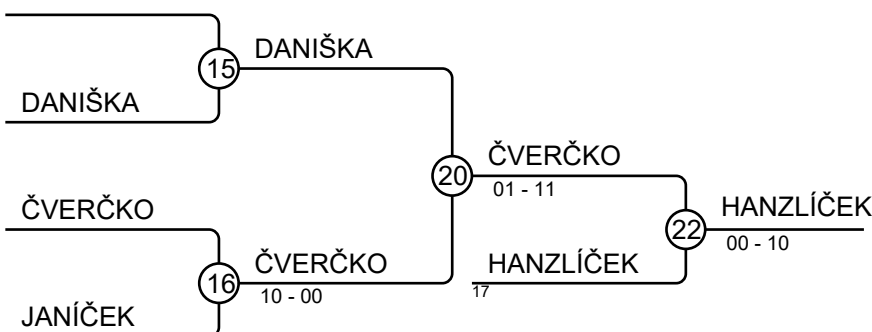 15
DANIŠKA
DANIŠKA
20
ČVERČKO
01 - 11
ČVERČKO
22
HANZLÍČEK
00 - 10
16
ČVERČKO
10 - 00
HANZLÍČEK
17
JANÍČEK